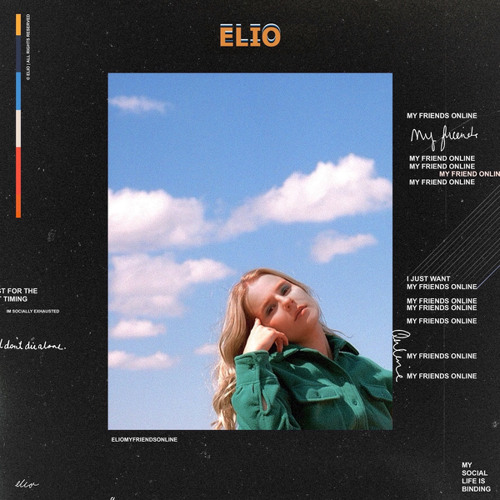 ELIO
© ELIO / ALL RIGHTS RESERVED
MY FRIENDS ONLINE
My friends
MY FRIEND ONLINE
MY FRIEND ONLINE
MY FRIEND ONLIN
MY FRIEND ONLINE
I JUST WANT
MY FRIENDS ONLINE
MY FRIENDS ONLINE
MY FRIENDS ONLINE
MY FRIENDS ONLINE
Online
MY FRIENDS ONLINE
MY FRIENDS ONLINE
ST FOR THE
T TIMING
IM SOCIALLY EXHAUSTED
I don't die alone.
ELIOMYFRIENDSONLINE
elio
MY
SOCIAL
LIFE IS
BINDING